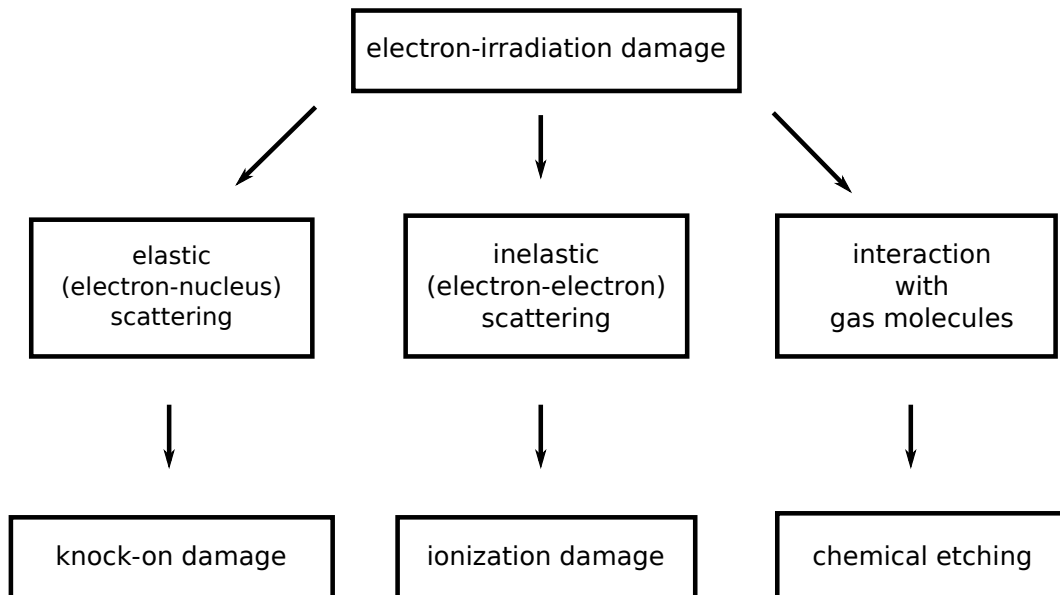 electron-irradiation damage
elastic
(electron-nucleus)
scattering
inelastic
(electron-electron)
scattering
interaction
with
gas molecules
knock-on damage
ionization damage
chemical etching